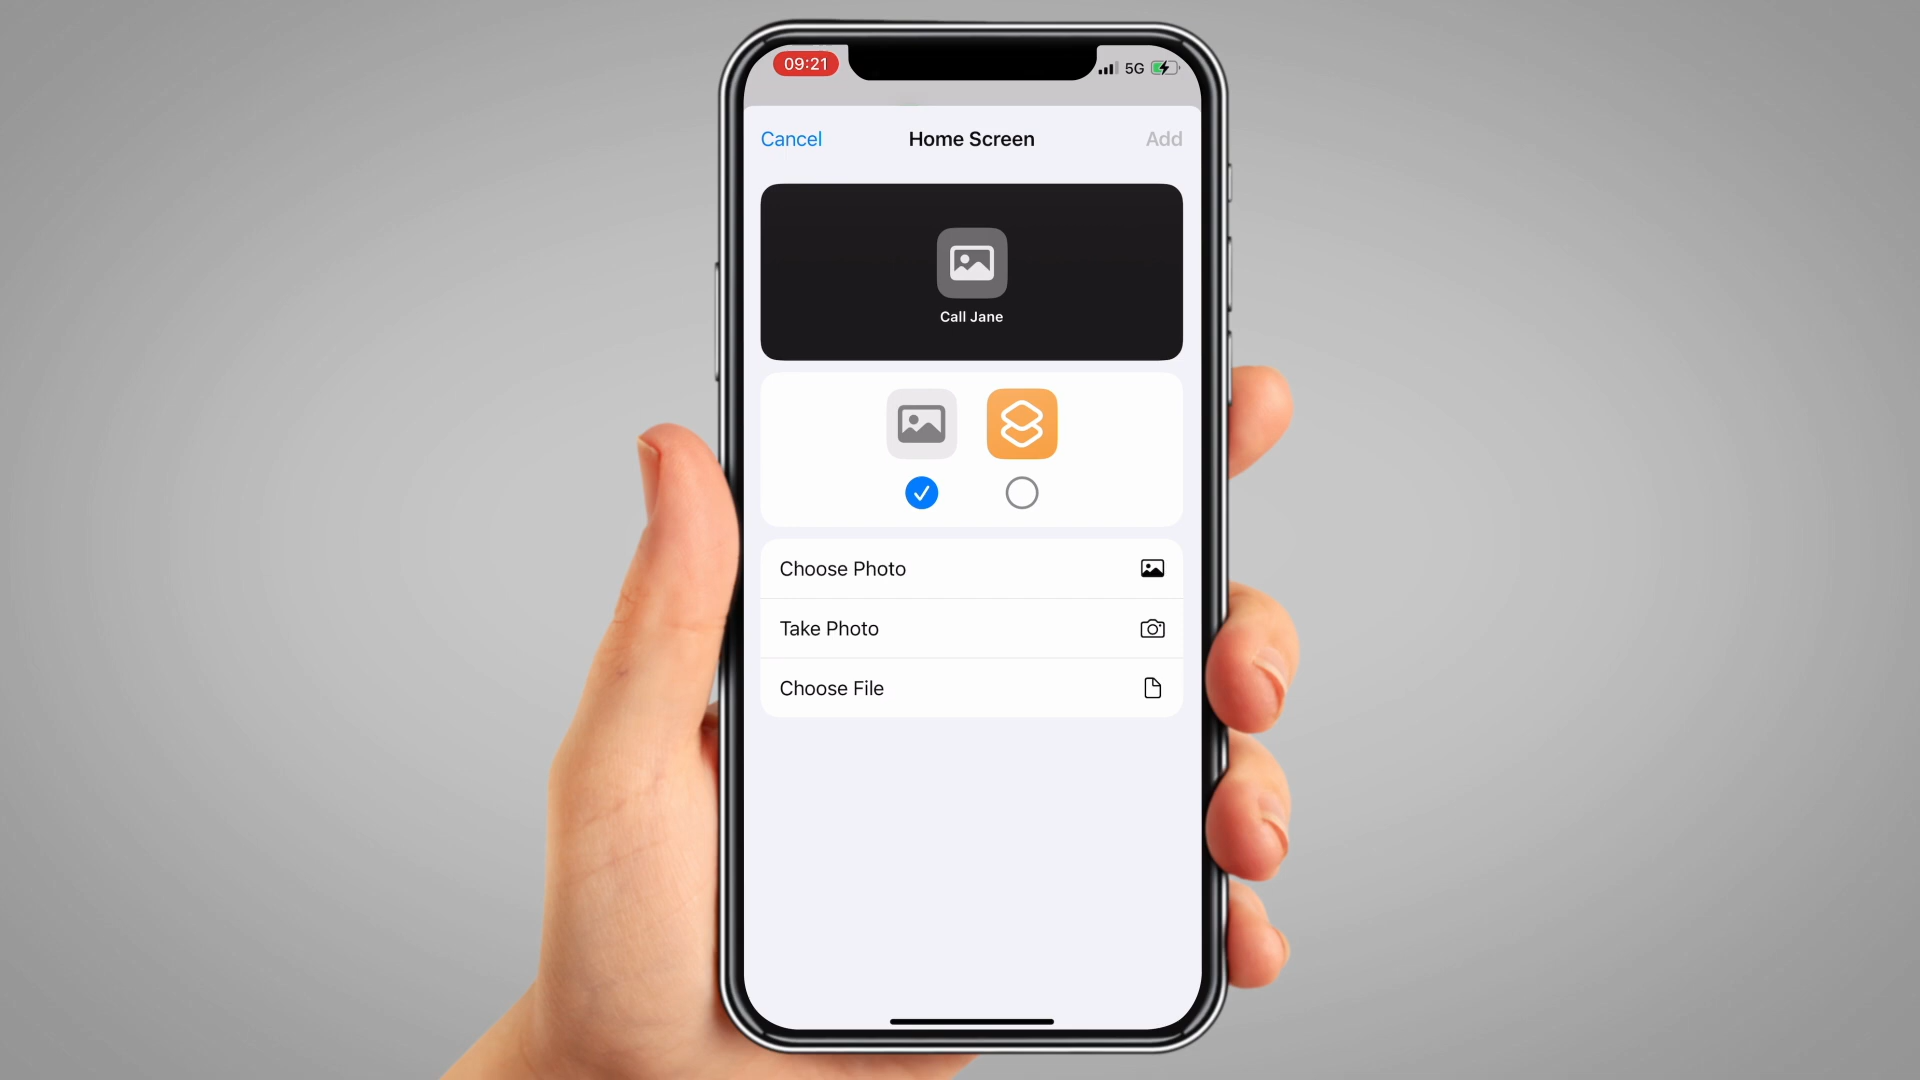 09:21
5G
Cancel
Home Screen
Add
Call Jane
Choose Photo
Take Photo
Choose File